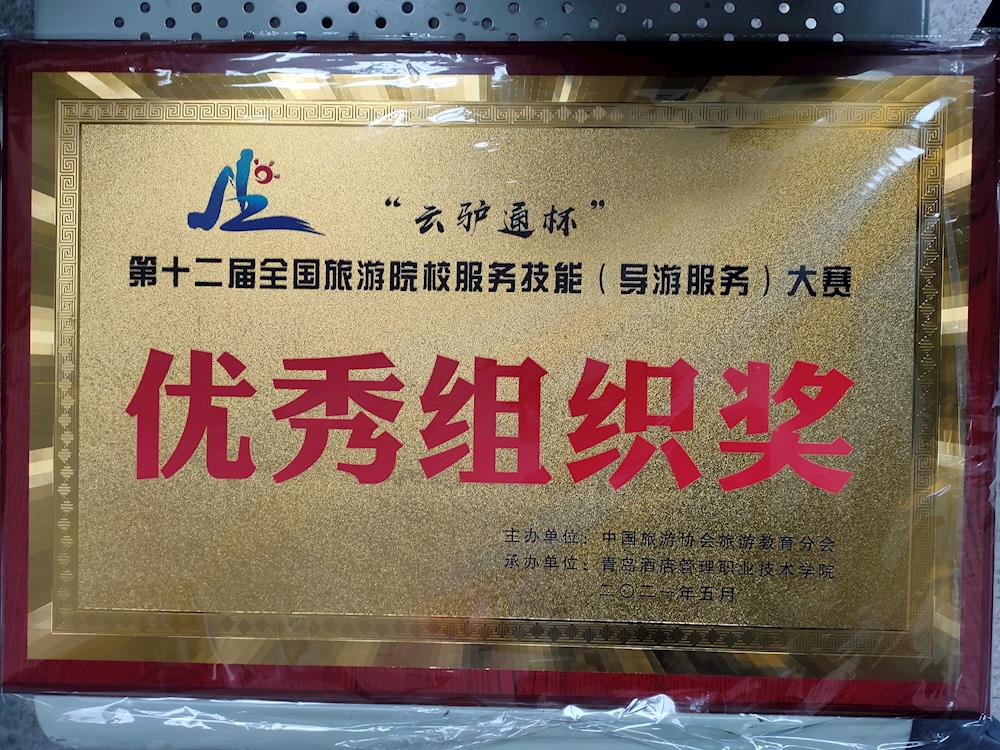 “云驴通杯”
第十二届全国旅游院校服务技能（导游服务）大赛
优秀组织奖
主办单位：中国旅游协会旅游教育分会
承办单位：青岛酒店管理职业技术学院
二〇二一年五月